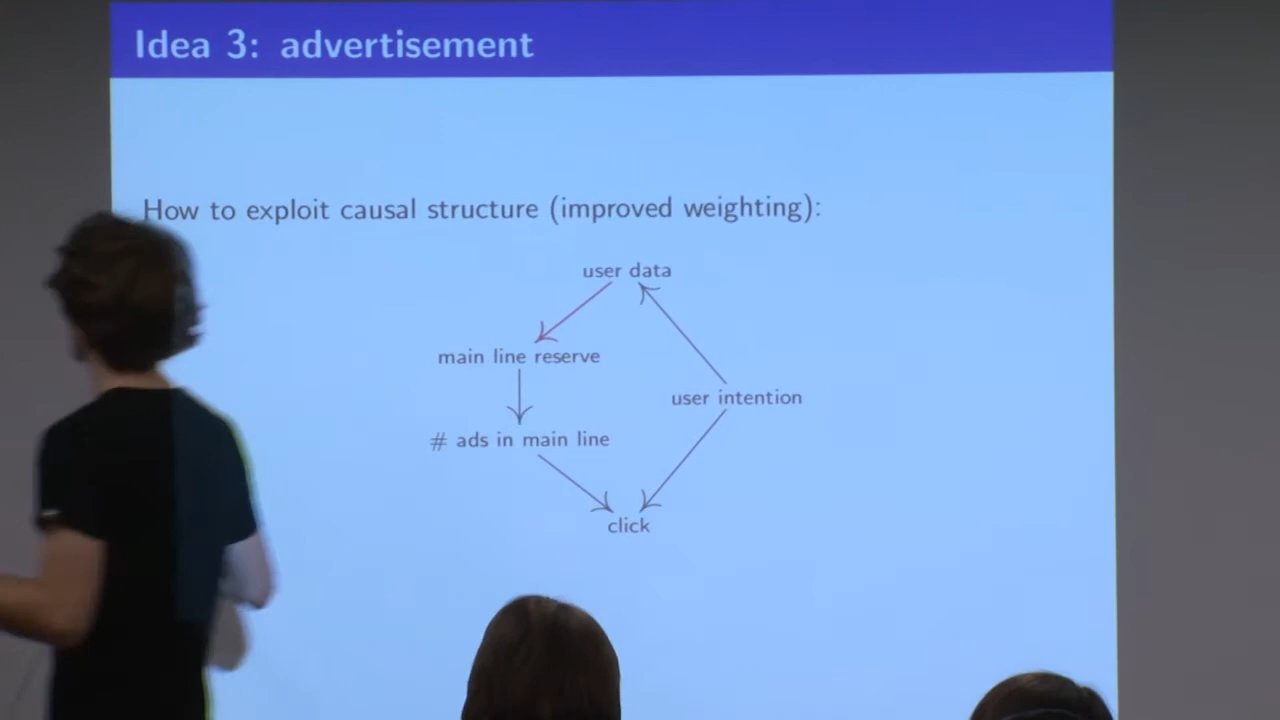 Idea 3: advertisement
How to exploit causal structure (improved weighting):
user data
main line reserve
user intention
# ads in main line
click